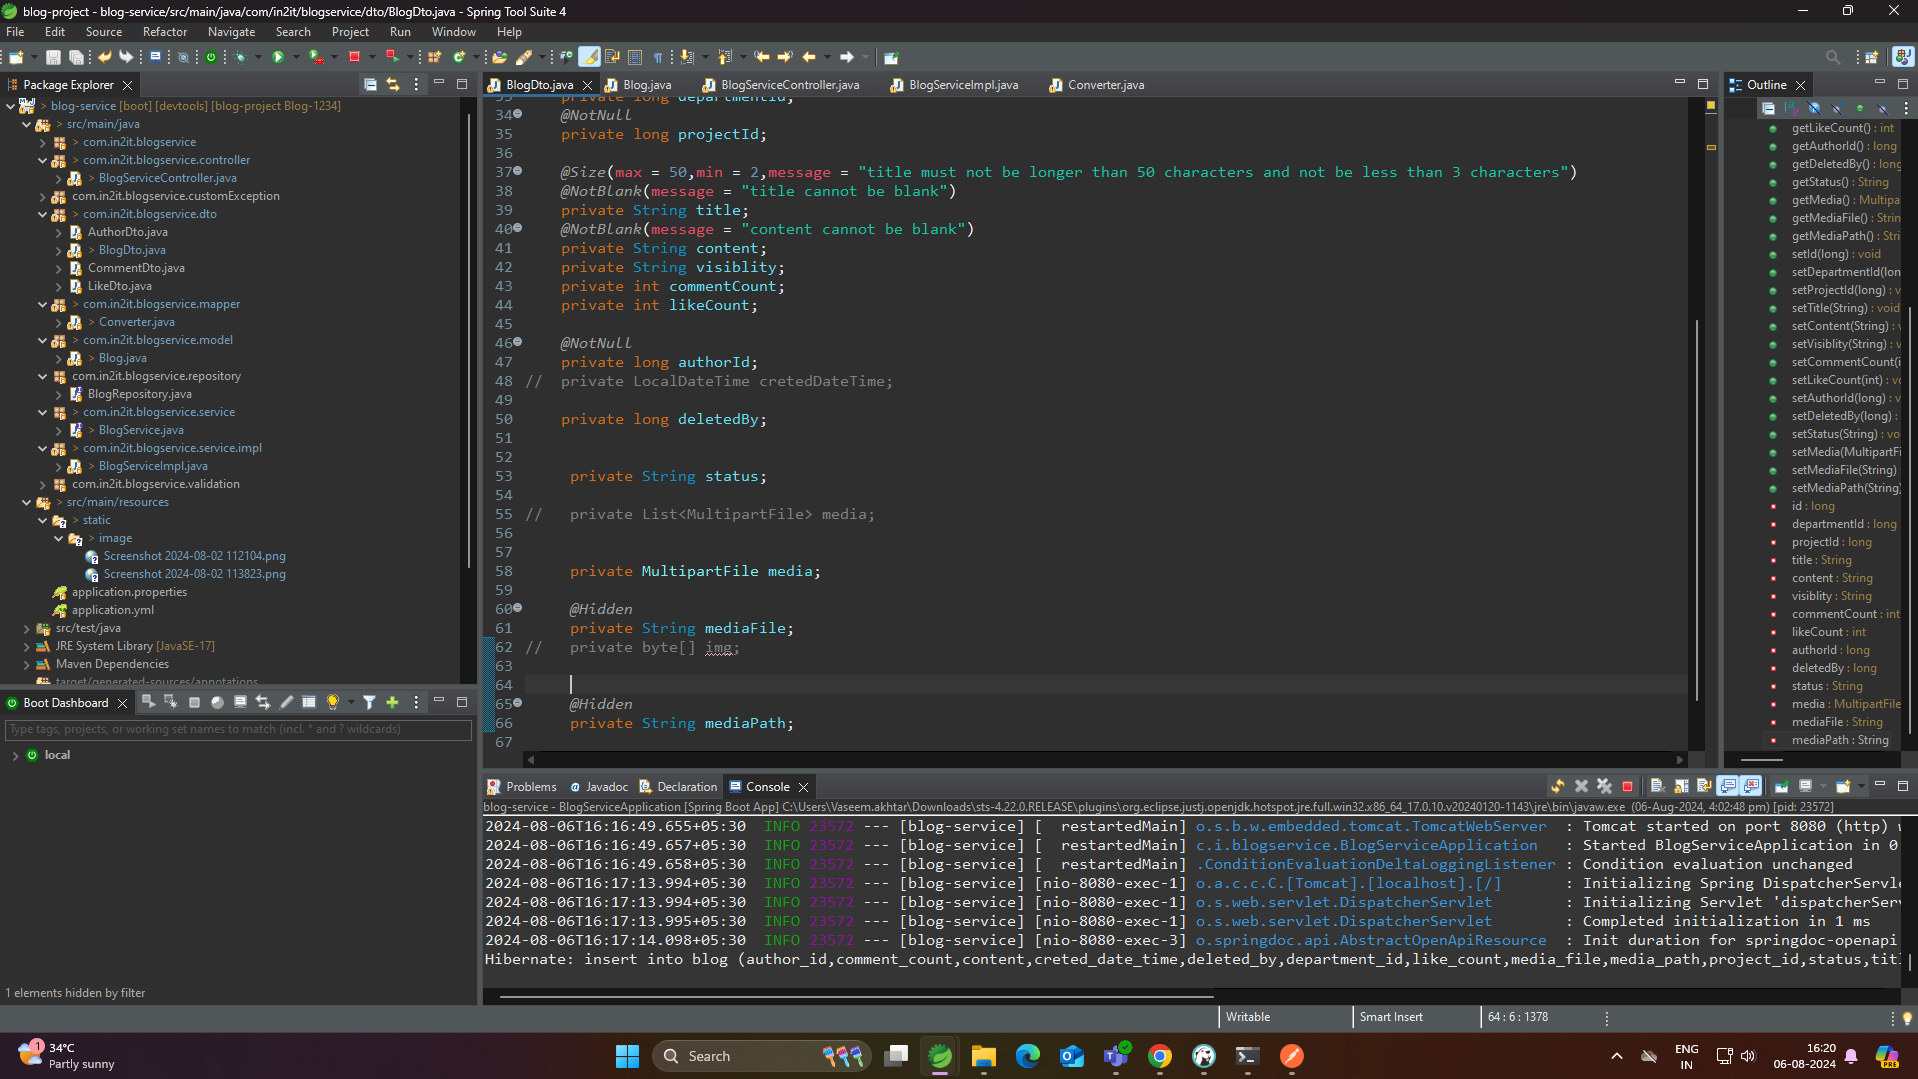 blog-project - blog-service/src/main/java/com/in2it/blogservice/dto/BlogDto.java - Spring Tool Suite 4
File Edit Source Refactor Navigate Search Project Run Window Help
Package Explorer
> blog-service [boot] [devtools] [blog-project Blog-1234]
> src/main/java
> com.in2it.blogservice
> com.in2it.blogservice.controller
> BlogServiceController.java
com.in2it.blogservice.customException
> com.in2it.blogservice.dto
AuthorDto.java
> BlogDto.java
CommentDto.java
LikeDto.java
> com.in2it.blogservice.mapper
> Converter.java
> com.in2it.blogservice.model
> Blog.java
com.in2it.blogservice.repository
BlogRepository.java
> com.in2it.blogservice.service
> BlogService.java
> com.in2it.blogservice.service.impl
> BlogServiceImpl.java
com.in2it.blogservice.validation
> src/main/resources
> static
> image
Screenshot 2024-08-02 112104.png
Screenshot 2024-08-02 113823.png
application.properties
application.yml
src/test/java
JRE System Library [JavaSE-17]
Maven Dependencies
target/generated-sources/annotations
Boot Dashboard
Type tags, projects, or working set names to match (incl. * and ? wildcards)
local
1 elements hidden by filter
BlogDto.java Blog.java BlogServiceController.java BlogServiceImpl.java Converter.java
33 private long departmentId;
34 @NotNull
35 private long projectId;
36
37 @Size(max = 50,min = 2,message = "title must not be longer than 50 characters and not be less than 3 characters")
38 @NotBlank(message = "title cannot be blank")
39 private String title;
40 @NotBlank(message = "content cannot be blank")
41 private String content;
42 private String visiblity;
43 private int commentCount;
44 private int likeCount;
45
46 @NotNull
47 private long authorId;
48 // private LocalDateTime cretedDateTime;
49
50 private long deletedBy;
51
52
53 private String status;
54
55 // private List<MultipartFile> media;
56
57
58 private MultipartFile media;
59
60 @Hidden
61 private String mediaFile;
62 // private byte[] img;
63
64
65 @Hidden
66 private String mediaPath;
67
Outline
getLikeCount() : int
getAuthorId() : long
getDeletedBy() : long
getStatus() : String
getMedia() : Multipa
getMediaFile() : Strin
getMediaPath() : Stri
setId(long) : void
setDepartmentId(lon
setProjectId(long) : v
setTitle(String) : void
setContent(String) : v
setVisiblity(String) : v
setCommentCount(i
setLikeCount(int) : vo
setAuthorId(long) : v
setDeletedBy(long) :
setStatus(String) : vo
setMedia(MultipartFi
setMediaFile(String)
setMediaPath(String)
id : long
departmentId : long
projectId : long
title : String
content : String
visiblity : String
commentCount : int
likeCount : int
authorId : long
deletedBy : long
status : String
media : MultipartFile
mediaFile : String
mediaPath : String
Problems Javadoc Declaration Console
blog-service - BlogServiceApplication [Spring Boot App] C:\Users\Vaseem.akhtar\Downloads\sts-4.22.0.RELEASE\plugins\org.eclipse.justj.openjdk.hotspot.jre.full.win32.x86_64_17.0.10.v20240120-1143\jre\bin\javaw.exe (06-Aug-2024, 4:02:48 pm) [pid: 23572]
2024-08-06T16:16:49.655+05:30 INFO 23572 --- [blog-service] [ restartedMain] o.s.b.w.embedded.tomcat.TomcatWebServer : Tomcat started on port 8080 (http) w
2024-08-06T16:16:49.657+05:30 INFO 23572 --- [blog-service] [ restartedMain] c.i.blogservice.BlogServiceApplication : Started BlogServiceApplication in 0
2024-08-06T16:16:49.658+05:30 INFO 23572 --- [blog-service] [ restartedMain] .ConditionEvaluationDeltaLoggingListener : Condition evaluation unchanged
2024-08-06T16:17:13.994+05:30 INFO 23572 --- [blog-service] [nio-8080-exec-1] o.a.c.c.C.[Tomcat].[localhost].[/] : Initializing Spring DispatcherServle
2024-08-06T16:17:13.994+05:30 INFO 23572 --- [blog-service] [nio-8080-exec-1] o.s.web.servlet.DispatcherServlet : Initializing Servlet 'dispatcherServ
2024-08-06T16:17:13.995+05:30 INFO 23572 --- [blog-service] [nio-8080-exec-1] o.s.web.servlet.DispatcherServlet : Completed initialization in 1 ms
2024-08-06T16:17:14.098+05:30 INFO 23572 --- [blog-service] [nio-8080-exec-3] o.springdoc.api.AbstractOpenApiResource : Init duration for springdoc-openapi
Hibernate: insert into blog (author_id,comment_count,content,creted_date_time,deleted_by,department_id,like_count,media_file,media_path,project_id,status,titl
Writable Smart Insert 64 : 6 : 1378
1
34°C
Partly sunny
Search
ENG
IN
16:20
06-08-2024
PRE